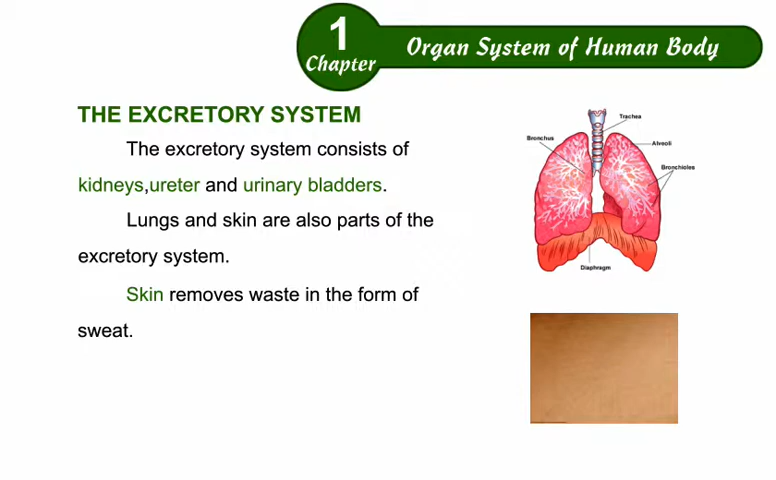 1
Chapter
Organ System of Human Body
THE EXCRETORY SYSTEM
The excretory system consists of
kidneys,ureter and urinary bladders.
Lungs and skin are also parts of the
excretory system.
Skin removes waste in the form of
sweat.
Trachea
Bronchus
Alveoli
Bronchioles
Diaphragm